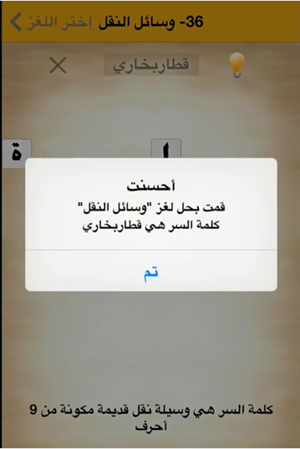 36- وسائل النقل إختر اللغز
قطاربخاري
ا
ة
أحسنت
قمت بحل لغز "وسائل النقل"
كلمة السر هي قطاربخاري
تم
كلمة السر هي وسيلة نقل قديمة مكونة من 9
أحرف